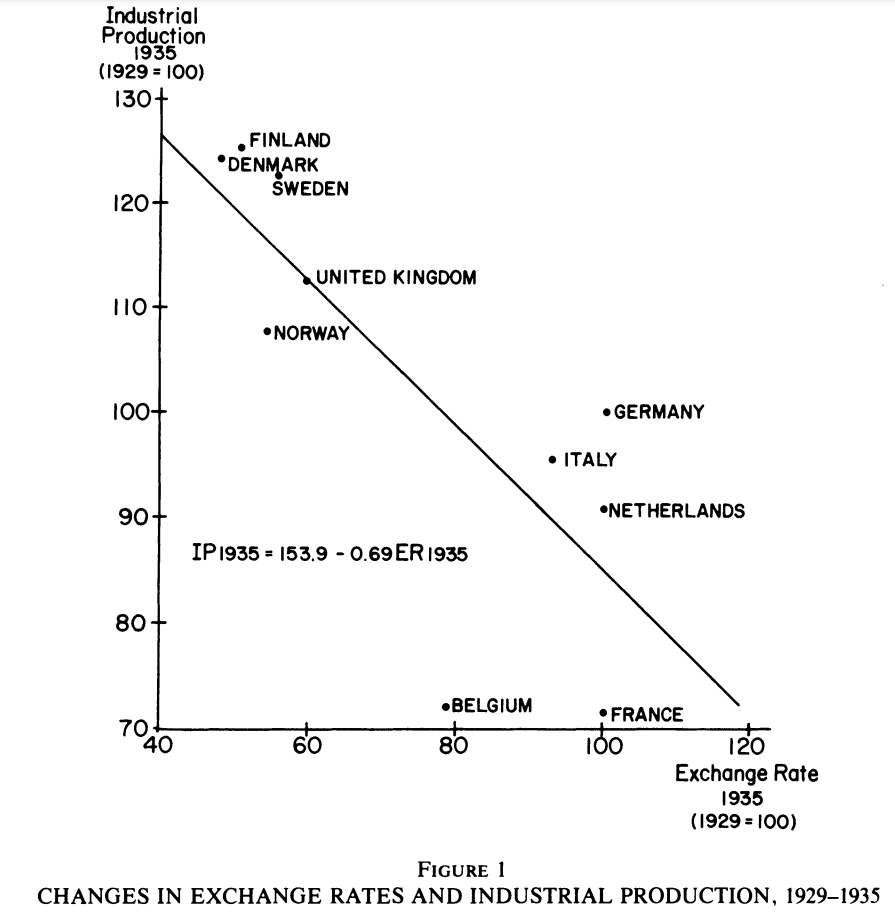 Industrial
Production
1935
(1929 = 100)
130
FINLAND
DENMARK
SWEDEN
120
UNITED KINGDOM
110
NORWAY
100
GERMANY
ITALY
90
NETHERLANDS
IP1935 = 153.9 - 0.69ER1935
80
BELGIUM
FRANCE
70
40 60 80 100 120
Exchange Rate
1935
(1929 = 100)
FIGURE 1
CHANGES IN EXCHANGE RATES AND INDUSTRIAL PRODUCTION, 1929–1935